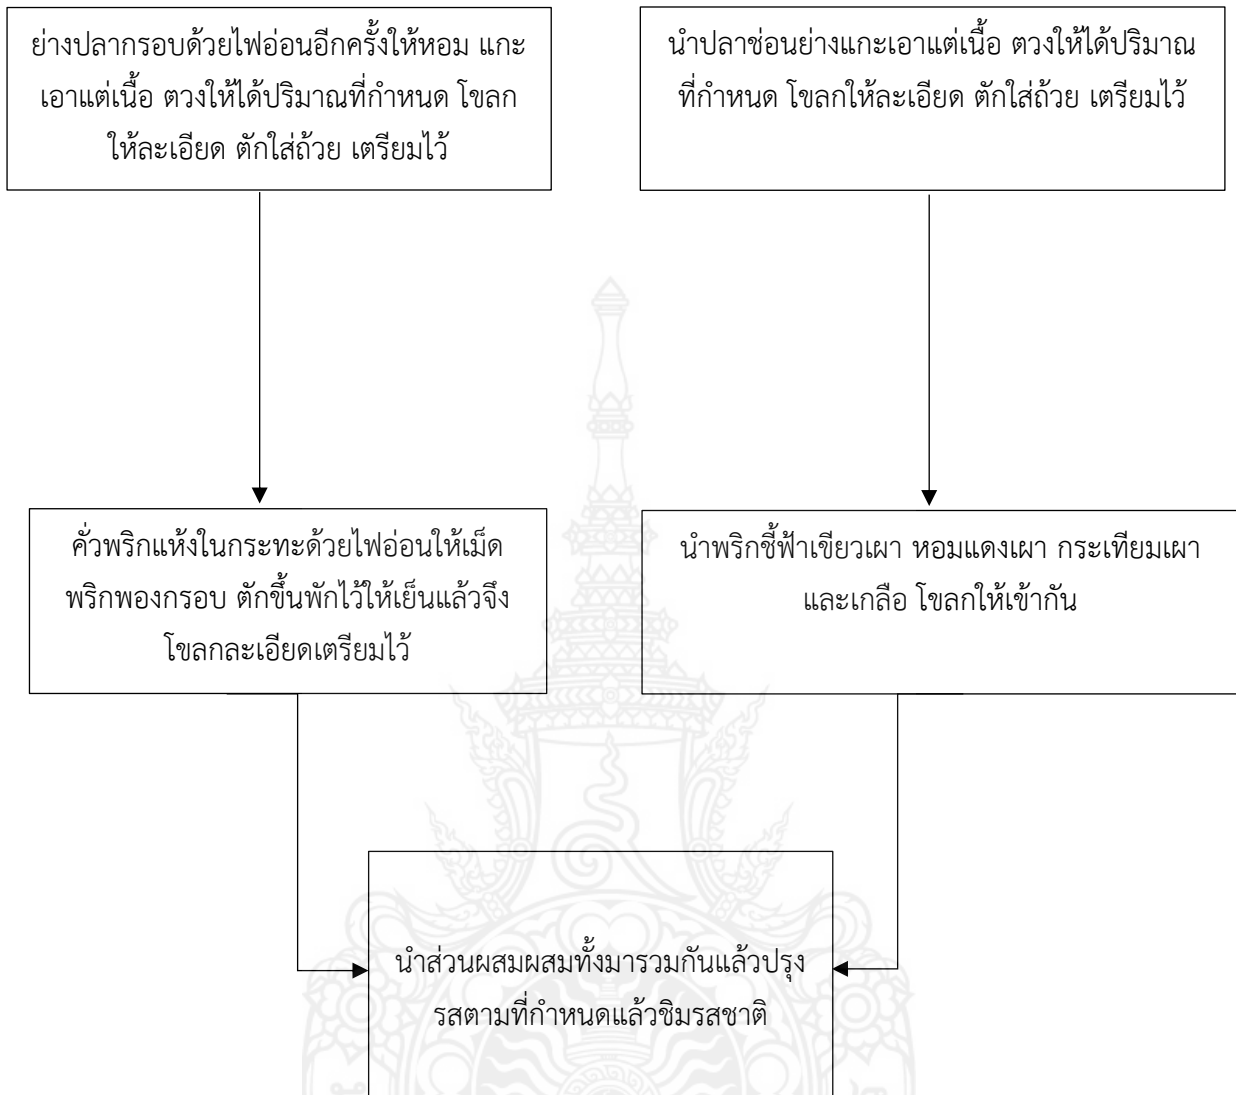 ย่างปลากรอบด้วยไฟอ่อนอีกครั้งให้หอม แกะ
เอาแต่เนื้อ ตวงให้ได้ปริมาณที่กำหนด โขลก
ให้ละเอียด ตักใส่ถ้วย เตรียมไว้
นำปลาช่อนย่างแกะเอาแต่เนื้อ ตวงให้ได้ปริมาณ
ที่กำหนด โขลกให้ละเอียด ตักใส่ถ้วย เตรียมไว้
คั่วพริกแห้งในกระทะด้วยไฟอ่อนให้เม็ด
พริกพองกรอบ ตักขึ้นพักไว้ให้เย็นแล้วจึง
โขลกละเอียดเตรียมไว้
นำพริกชี้ฟ้าเขียวเผา หอมแดงเผา กระเทียมเผา
และเกลือ โขลกให้เข้ากัน
นำส่วนผสมผสมทั้งมารวมกันแล้วปรุง
รสตามที่กำหนดแล้วชิมรสชาติ